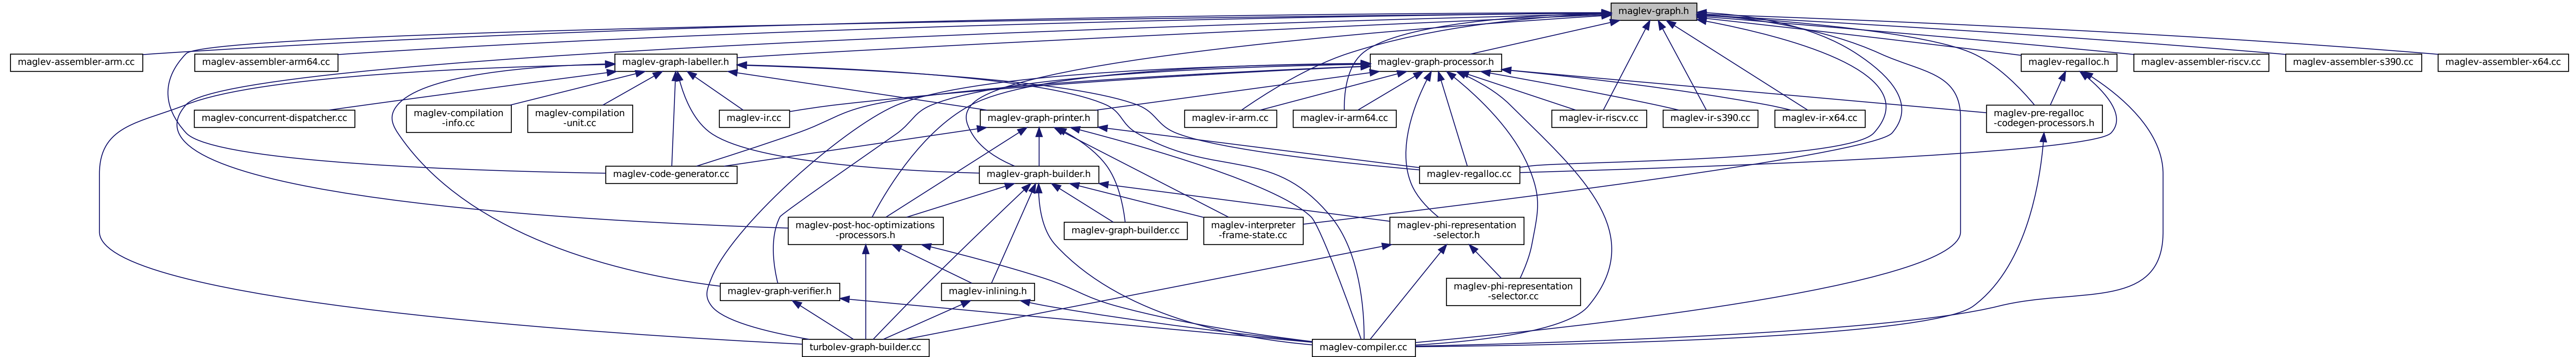 maglev-graph.h
maglev-assembler-arm.cc
maglev-assembler-arm64.cc
maglev-graph-labeller.h
maglev-graph-processor.h
maglev-regalloc.h
maglev-assembler-riscv.cc
maglev-assembler-s390.cc
maglev-assembler-x64.cc
maglev-concurrent-dispatcher.cc
maglev-compilation
-info.cc
maglev-compilation
-unit.cc
maglev-ir.cc
maglev-graph-printer.h
maglev-ir-arm.cc
maglev-ir-arm64.cc
maglev-ir-riscv.cc
maglev-ir-s390.cc
maglev-ir-x64.cc
maglev-pre-regalloc
-codegen-processors.h
maglev-code-generator.cc
maglev-graph-builder.h
maglev-regalloc.cc
maglev-post-hoc-optimizations
-processors.h
maglev-graph-builder.cc
maglev-interpreter
-frame-state.cc
maglev-phi-representation
-selector.h
maglev-graph-verifier.h
maglev-inlining.h
maglev-phi-representation
-selector.cc
turbolev-graph-builder.cc
maglev-compiler.cc